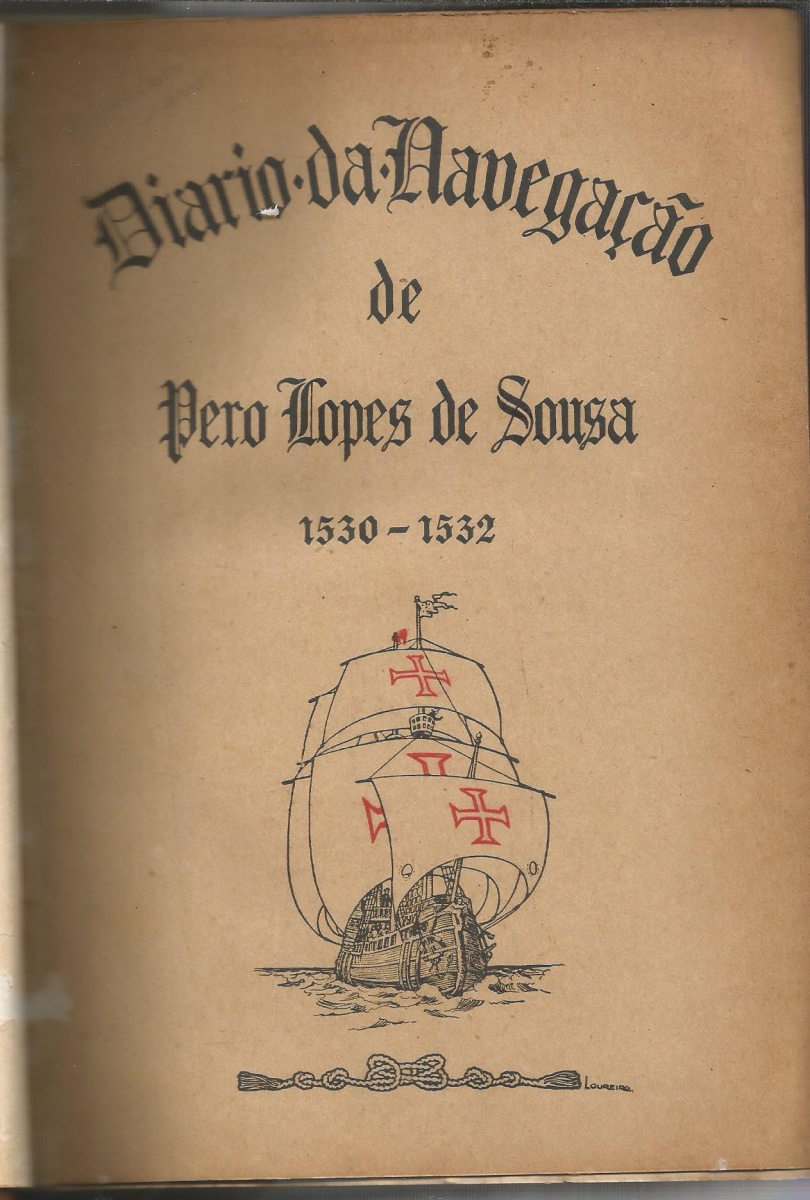 Diario·da·Navegação
de
Pero Lopes de Sousa
1530 - 1532
LOUREIRO.